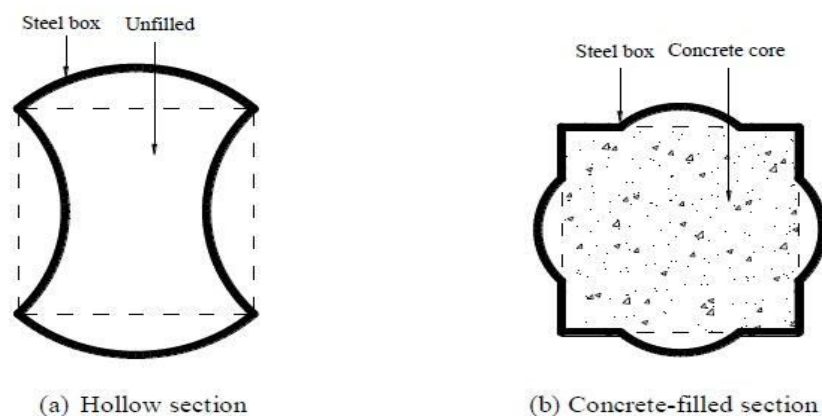 Steel box Unfilled
Steel box Concrete core
(a) Hollow section
(b) Concrete-filled section